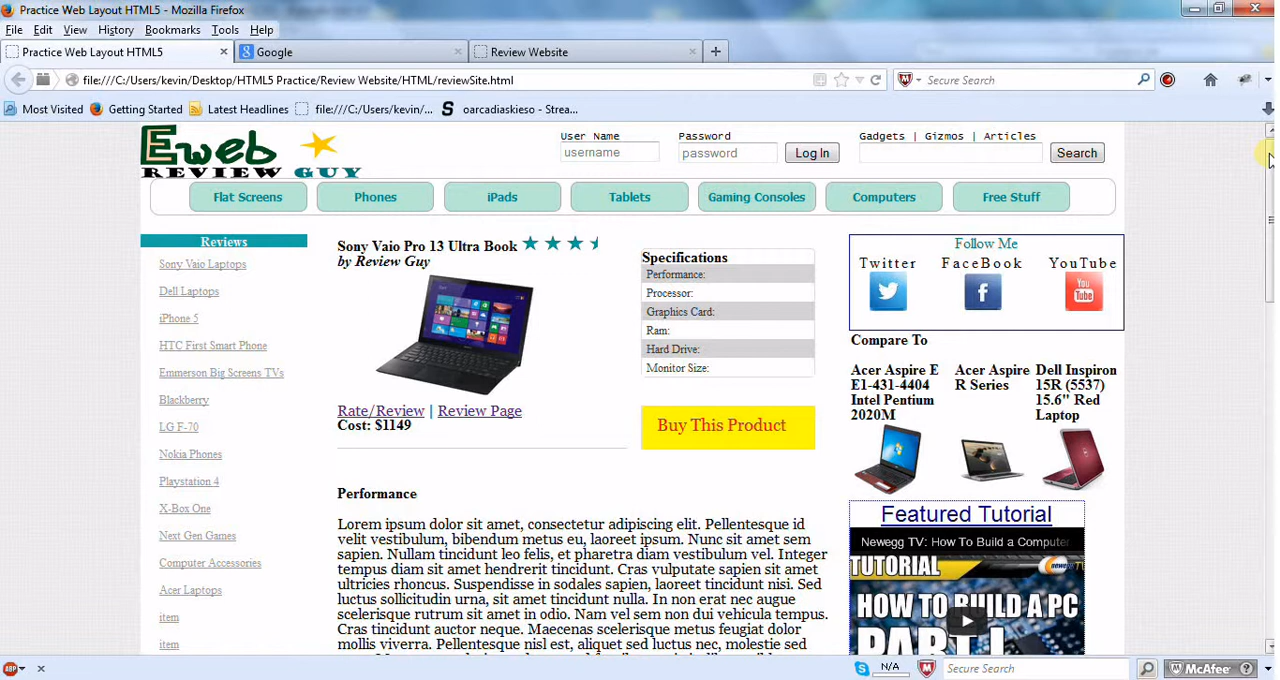 Practice Web Layout HTML5 - Mozilla Firefox
File Edit View History Bookmarks Tools Help
Practice Web Layout HTML5
Google
Review Website
file:///C:/Users/kevin/Desktop/HTML5 Practice/Review Website/HTML/reviewSite.html
Secure Search
Most Visited Getting Started Latest Headlines file:///C:/Users/kevin/... oarcadiaskieso - Strea...
Eweb
REVIEW GUY
User Name Password
username password Log In
Gadgets | Gizmos | Articles
Search
Flat Screens Phones iPads Tablets Gaming Consoles Computers Free Stuff
Reviews
Sony Vaio Laptops
Dell Laptops
iPhone 5
HTC First Smart Phone
Emmerson Big Screens TVs
Blackberry
LG F-70
Nokia Phones
Playstation 4
X-Box One
Next Gen Games
Computer Accessories
Acer Laptops
item
item
Sony Vaio Pro 13 Ultra Book
by Review Guy
Rate/Review | Review Page
Cost: $1149
Specifications
Performance:
Processor:
Graphics Card:
Ram:
Hard Drive:
Monitor Size:
Buy This Product
Performance
Lorem ipsum dolor sit amet, consectetur adipiscing elit. Pellentesque id
velit vestibulum, bibendum metus eu, laoreet ipsum. Nunc sit amet sem
sapien. Nullam tincidunt leo felis, et pharetra diam vestibulum vel. Integer
turpis diam sit amet hendrerit tincidunt. Cras vulputate sapien sapien, id
ultricies rhoncus. Suspendisse in sodales sapien, laoreet tincidunt nisi. Sed
luctus sollicitudin urna, sit amet tincidunt nulla. In non erat nec augue
scelerisque rutrum sit amet in odio. Nam vel sem non dui vehicula tempus.
Cras tincidunt auctor neque. Maecenas scelerisque metus feugiat dolor
mollis viverra. Pellentesque nisl est, aliquet sed luctus nec, molestie sed
Follow Me
Twitter FaceBook YouTube
You
Tube
Compare To
Acer Aspire E
E1-431-4404
Intel Pentium
2020M
Acer Aspire
R Series
Dell Inspiron
15R (5537)
15.6" Red
Laptop
Featured Tutorial
Newegg TV: How To Build a Computer
TUTORIAL
newegg
HOW TO BUILD A PC
PART I
ABP
N/A
Secure Search
McAfee